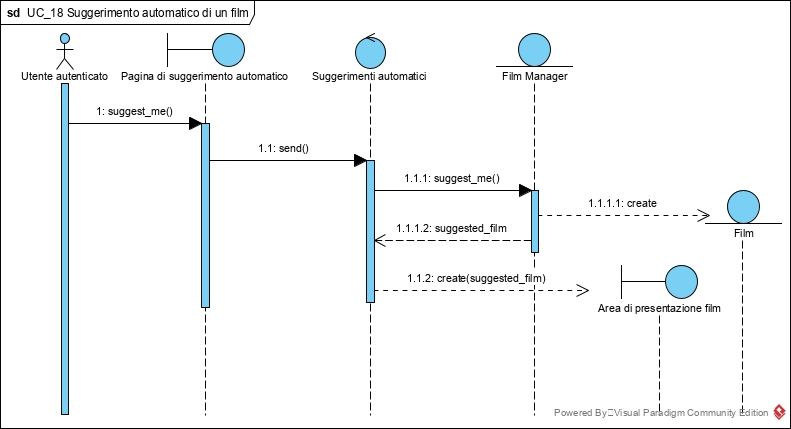 sd UC_18 Suggerimento automatico di un film
Utente autenticato
Pagina di suggerimento automatico
Suggerimenti automatici
Film Manager
1: suggest_me()
1.1: send()
1.1.1: suggest_me()
1.1.1.1: create
1.1.1.2: suggested_film
Film
1.1.2: create(suggested_film)
Area di presentazione film
Powered By Visual Paradigm Community Edition